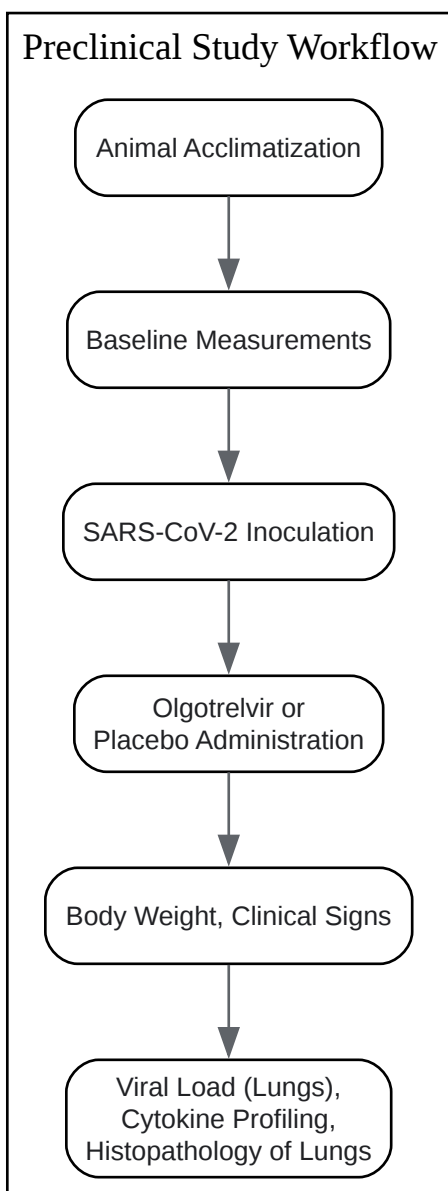 Preclinical Study Workflow
Animal Acclimatization
Baseline Measurements
SARS-CoV-2 Inoculation
Olgotrelvir or
Placebo Administration
Body Weight, Clinical Signs
Viral Load (Lungs),
Cytokine Profiling,
Histopathology of Lungs